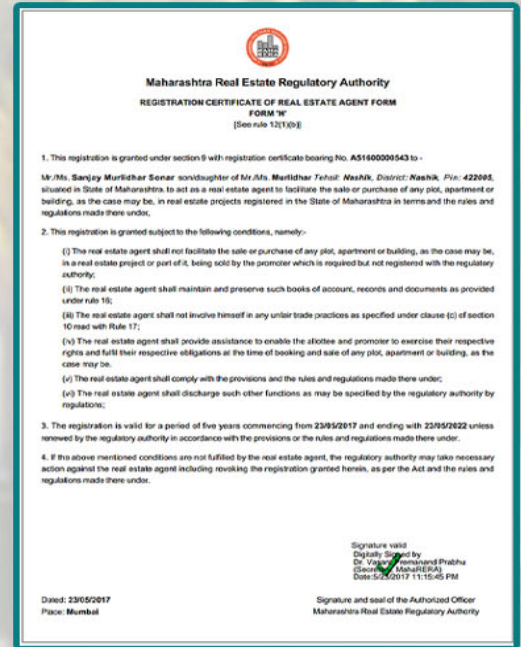 Maharashtra Real Estate Regulatory Authority
REGISTRATION CERTIFICATE OF REAL ESTATE AGENT FORM
FORM 'H'
[See rule 12(1)(b)]
1. This registration is granted under section 9 with registration certificate bearing No. A51600000543 to -
Mr./Ms. Sanjay Murlidhar Sonar son/daughter of Mr./Ms. Murlidhar Tehsil: Nashik, District: Nashik, Pin: 422005,
situated in State of Maharashtra. to act as a real estate agent to facilitate the sale or purchase of any plot, apartment or
building, as the case may be, in real estate projects registered in the State of Maharashtra in terms and the rules and
regulations made there under,
2. This registration is granted subject to the following conditions, namely:-
(i) The real estate agent shall not facilitate the sale or purchase of any plot, apartment or building, as the case may be,
in a real estate project or part of it, being sold by the promoter which is required but not registered with the regulatory
authority;
(ii) The real estate agent shall maintain and preserve such books of account, records and documents as provided
under rule 16;
(iii) The real estate agent shall not involve himself in any unfair trade practices as specified under clause (c) of section
10 read with Rule 17;
(iv) The real estate agent shall provide assistance to enable the allottee and promoter to exercise their respective
rights and fulfil their respective obligations at the time of booking and sale of any plot, apartment or building, as the
case may be.
(v) The real estate agent shall comply with the provisions and the rules and regulations made there under;
(vi) The real estate agent shall discharge such other functions as may be specified by the regulatory authority by
regulations;
3. The registration is valid for a period of five years commencing from 23/05/2017 and ending with 23/05/2022 unless
renewed by the regulatory authority in accordance with the provisions or the rules and regulations made there under.
4. If the above mentioned conditions are not fulfilled by the real estate agent, the regulatory authority may take necessary
action against the real estate agent including revoking the registration granted herein, as per the Act and the rules and
regulations made there under.
Signature valid
Digitally Signed by
Dr. Vasant Premanand Prabhu
(Secretary, MahaRERA)
Date:5/23/2017 11:15:45 PM
Dated: 23/05/2017
Place: Mumbai
Signature and seal of the Authorized Officer
Maharashtra Real Estate Regulatory Authority